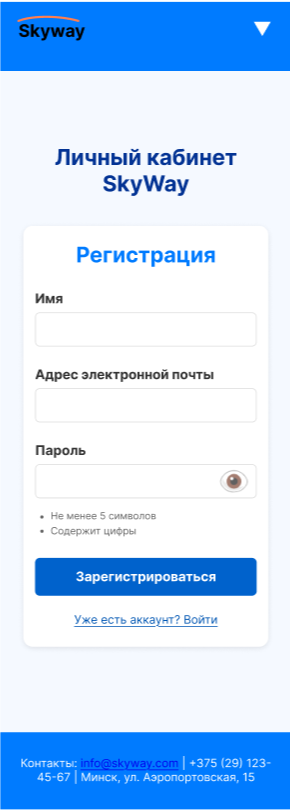 Skyway
Личный кабинет
SkyWay
Регистрация
Имя
Адрес электронной почты
Пароль
Не менее 5 символов
Содержит цифры
Зарегистрироваться
Уже есть аккаунт? Войти
Контакты: info@skyway.com | +375 (29) 123-
45-67 | Минск, ул. Аэропортовская, 15